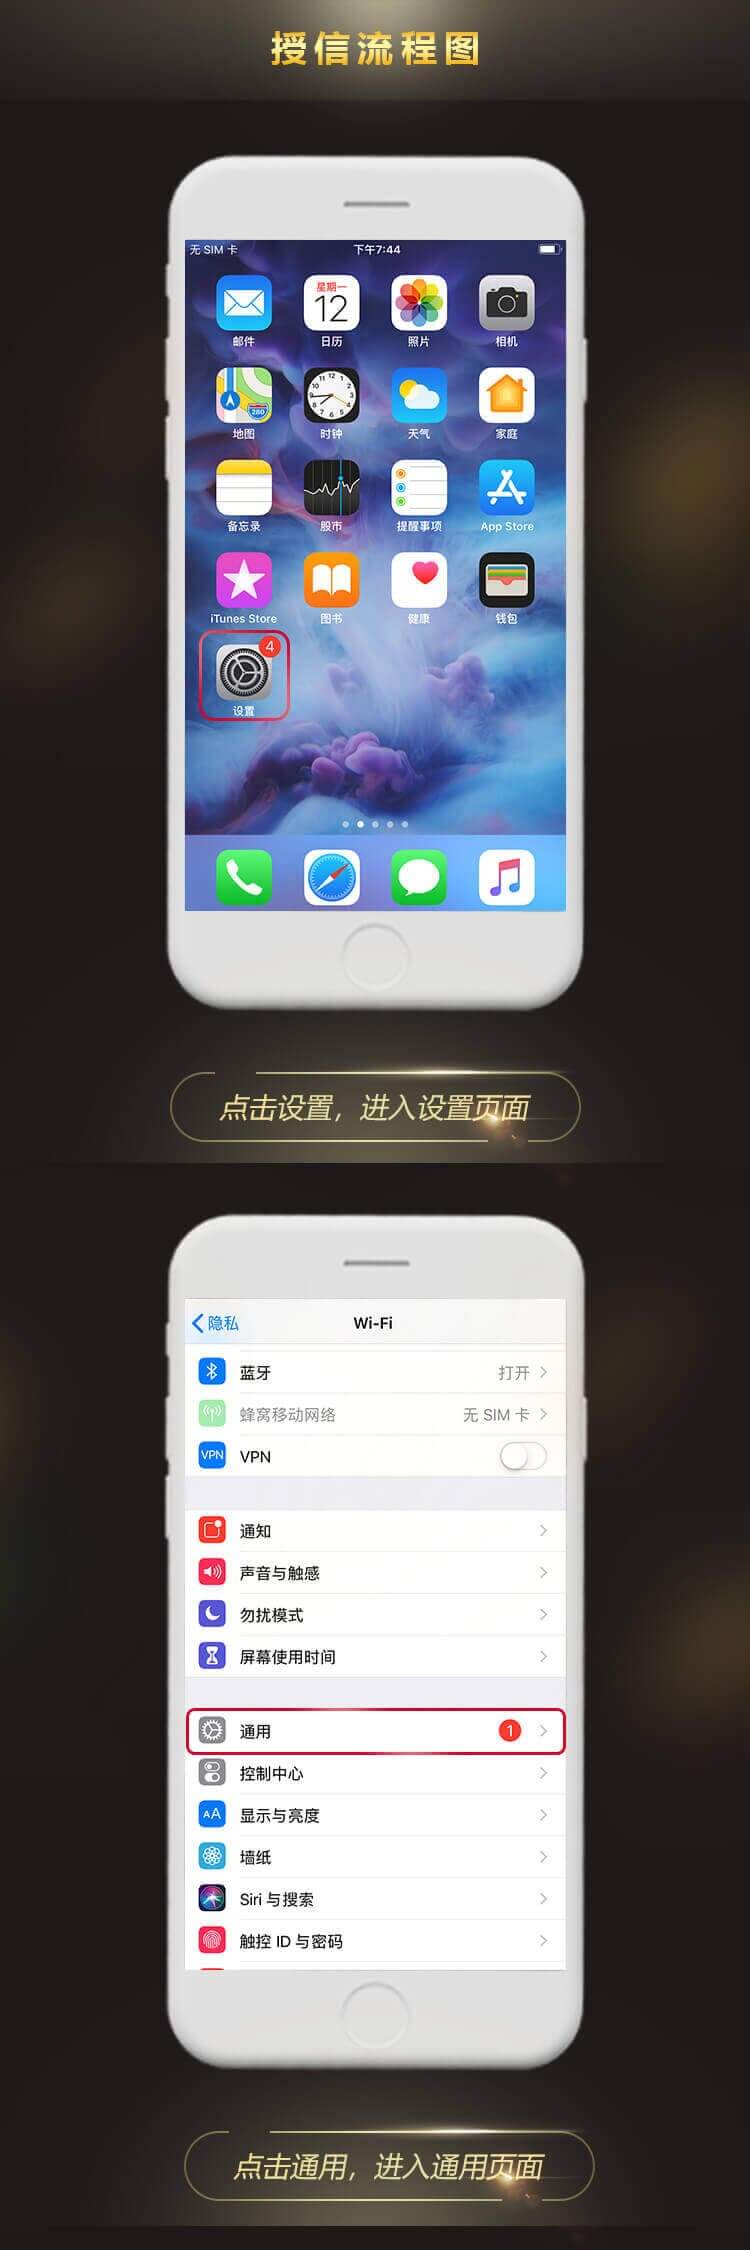 授信流程图
无 SIM 卡 下午7:44
星期一
12
邮件 日历 照片 相机
280
地图 时钟 天气 家庭
备忘录 股市 提醒事项 App Store
iTunes Store 图书 健康 钱包
4
设置
点击设置，进入设置页面
隐私 Wi-Fi
蓝牙 打开
蜂窝移动网络 无 SIM 卡
VPN VPN
通知
声音与触感
勿扰模式
屏幕使用时间
通用 1
控制中心
AA 显示与亮度
墙纸
Siri 与搜索
触控 ID 与密码
点击通用，进入通用页面